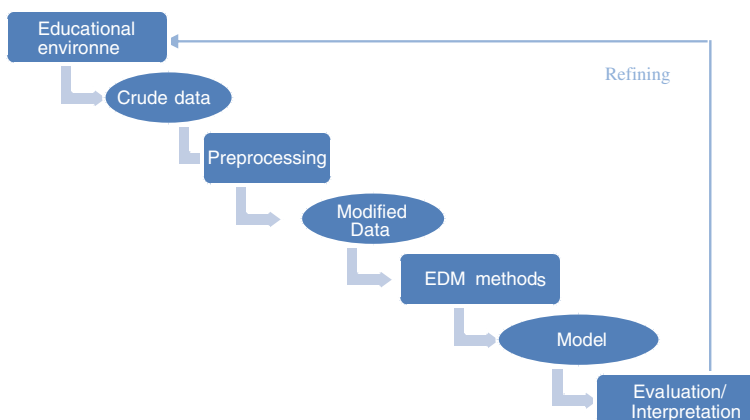 Educational
environne
Refining
Crude data
Preprocessing
Modified
Data
EDM methods
Model
Evaluation/
Interpretation